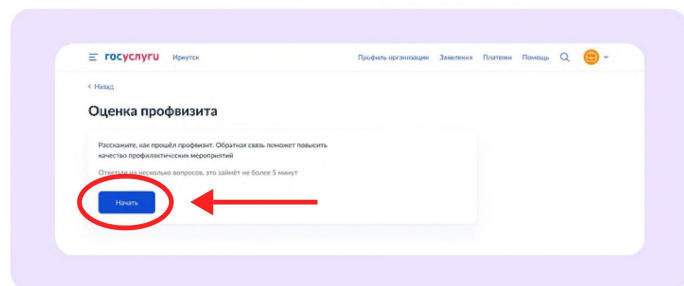 госуслуги Иркутск Профиль организации Заявления Платежи Помощь
< Назад
Оценка профвизита
Расскажите, как прошёл профвизит. Обратная связь поможет повысить
качество профилактических мероприятий
Ответьте на несколько вопросов, это займёт не более 5 минут
Начать